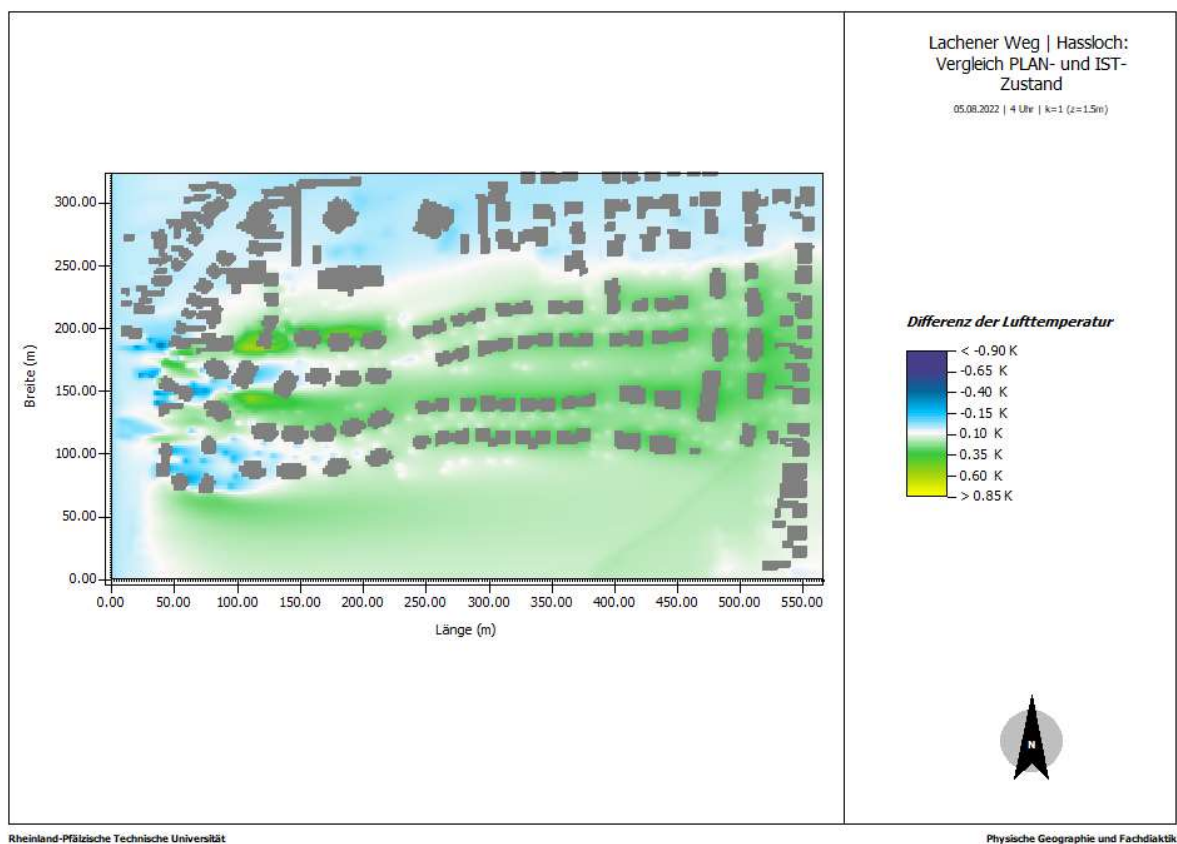 Lachener Weg | Hassloch:
Vergleich PLAN- und IST-
Zustand
05.08.2022 | 4 Uhr | k=1 (z=1.5m)
300.00
250.00
200.00
150.00
100.00
50.00
0.00
Breite (m)
0.00 50.00 100.00 150.00 200.00 250.00 300.00 350.00 400.00 450.00 500.00 550.00
Länge (m)
Differenz der Lufttemperatur
< -0.90 K
-0.65 K
-0.40 K
-0.15 K
0.10 K
0.35 K
0.60 K
> 0.85 K
N
Rheinland-Pfälzische Technische Universität
Physische Geographie und Fachdiaktik